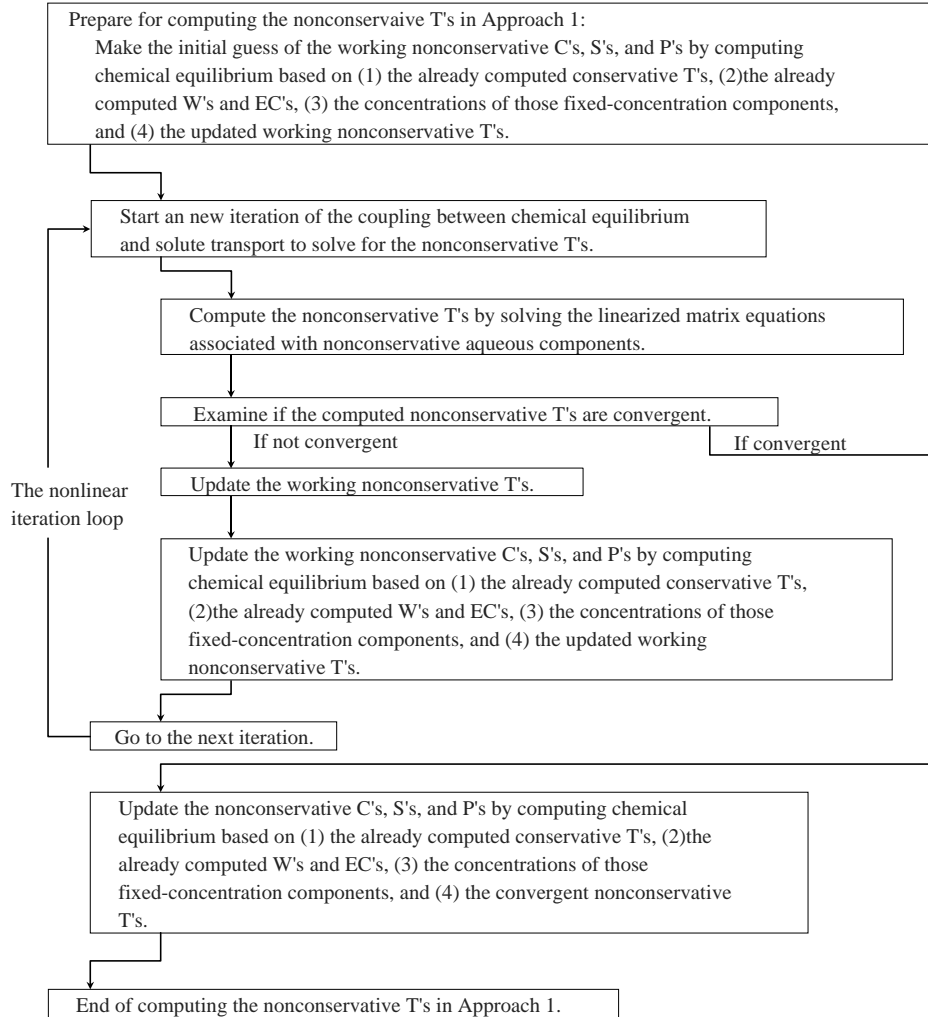 Prepare for computing the nonconservaive T's in Approach 1:
Make the initial guess of the working nonconservative C's, S's, and P's by computing
chemical equilibrium based on (1) the already computed conservative T's, (2)the already
computed W's and EC's, (3) the concentrations of those fixed-concentration components,
and (4) the updated working nonconservative T's.
Start an new iteration of the coupling between chemical equilibrium
and solute transport to solve for the nonconservative T's.
Compute the nonconservative T's by solving the linearized matrix equations
associated with nonconservative aqueous components.
Examine if the computed nonconservative T's are convergent.
If not convergent
If convergent
Update the working nonconservative T's.
The nonlinear
iteration loop
Update the working nonconservative C's, S's, and P's by computing
chemical equilibrium based on (1) the already computed conservative T's,
(2)the already computed W's and EC's, (3) the concentrations of those
fixed-concentration components, and (4) the updated working
nonconservative T's.
Go to the next iteration.
Update the nonconservative C's, S's, and P's by computing chemical
equilibrium based on (1) the already computed conservative T's, (2)the
already computed W's and EC's, (3) the concentrations of those
fixed-concentration components, and (4) the convergent nonconservative
T's.
End of computing the nonconservative T's in Approach 1.